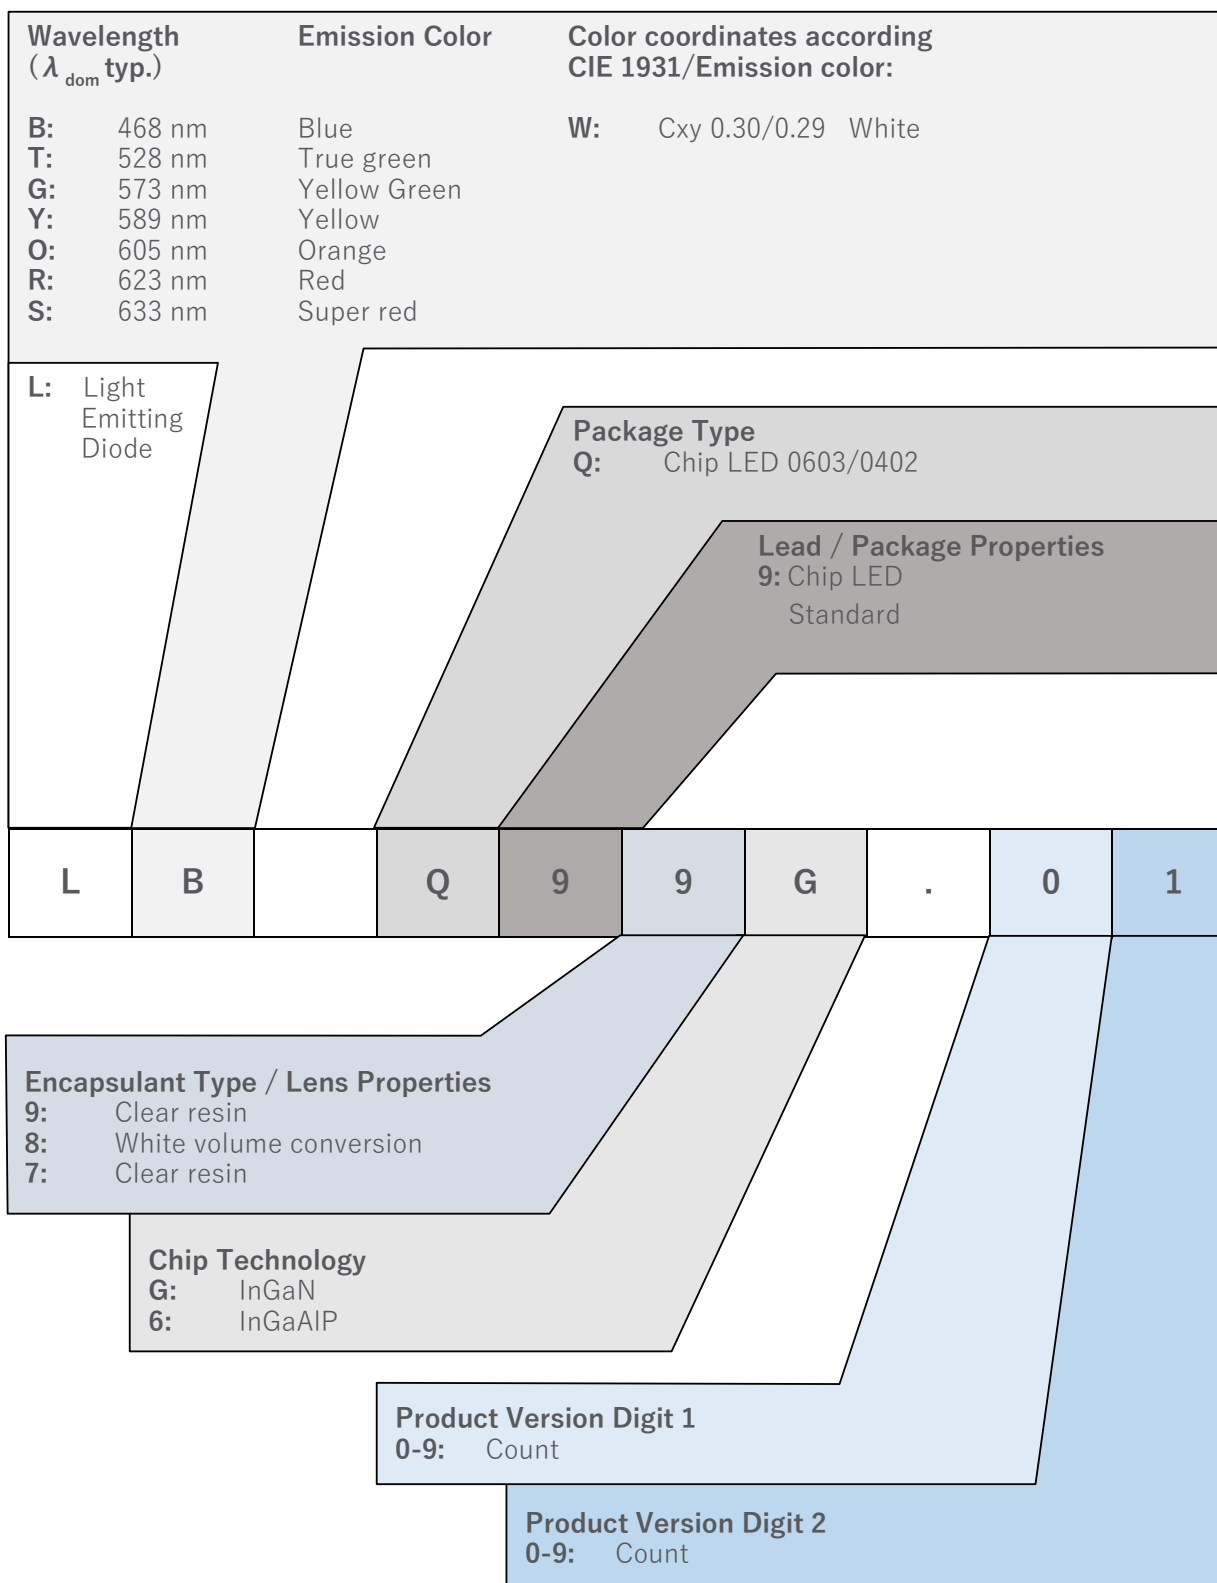 Wavelength Emission Color Color coordinates according
(λ dom typ.) CIE 1931/Emission color:
B: 468 nm Blue W: Cxy 0.30/0.29 White
T: 528 nm True green
G: 573 nm Yellow Green
Y: 589 nm Yellow
O: 605 nm Orange
R: 623 nm Red
S: 633 nm Super red
L: Light
Emitting
Diode
Package Type
Q: Chip LED 0603/0402
Lead / Package Properties
9: Chip LED
Standard
L B Q 9 9 G . 0 1
Encapsulant Type / Lens Properties
9: Clear resin
8: White volume conversion
7: Clear resin
Chip Technology
G: InGaN
6: InGaAlP
Product Version Digit 1
0-9: Count
Product Version Digit 2
0-9: Count